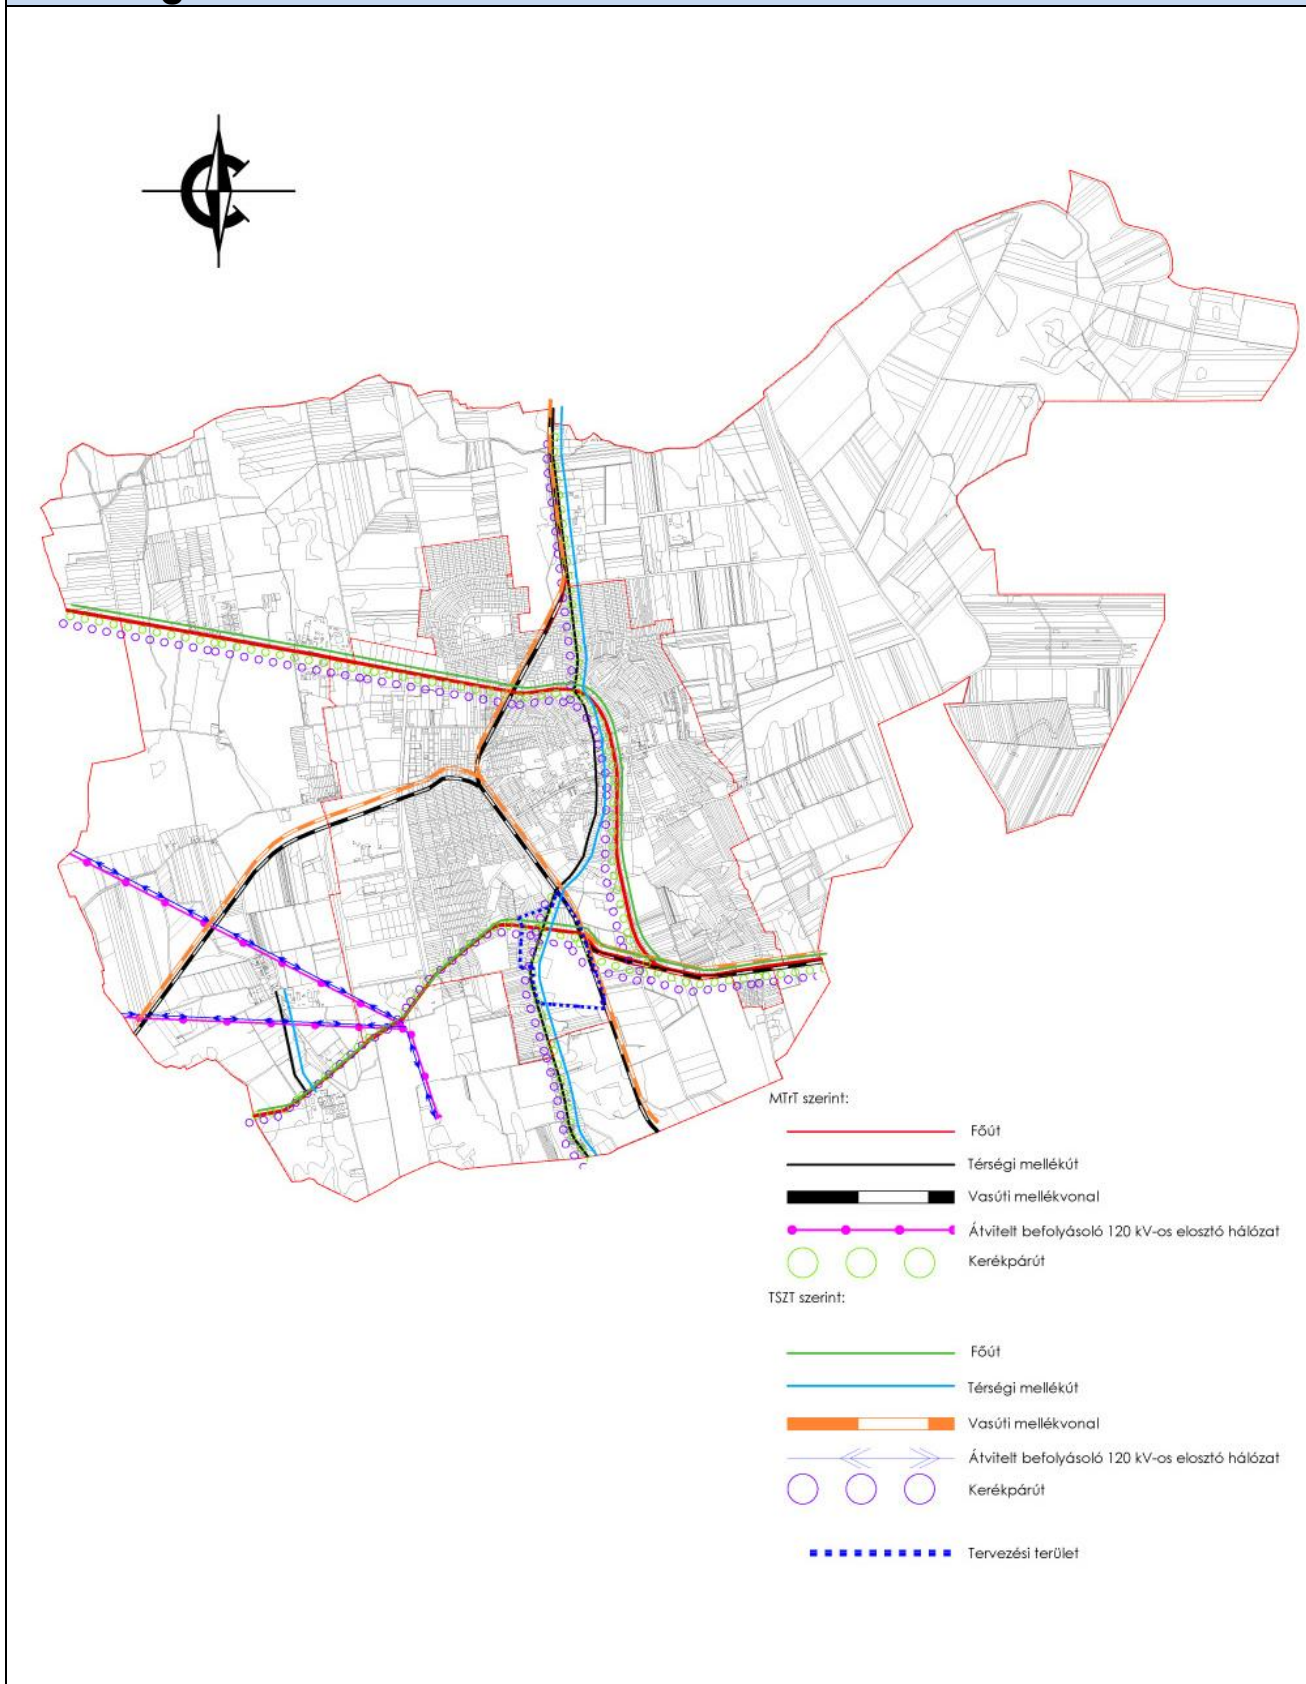 MTrT szerint:
Főút
Térségi mellékút
Vasúti mellékvonal
Átvitelt befolyásoló 120 kV-os elosztó hálózat
Kerékpárút
TSZT szerint:
Főút
Térségi mellékút
Vasúti mellékvonal
Átvitelt befolyásoló 120 kV-os elosztó hálózat
Kerékpárút
Tervezési terület